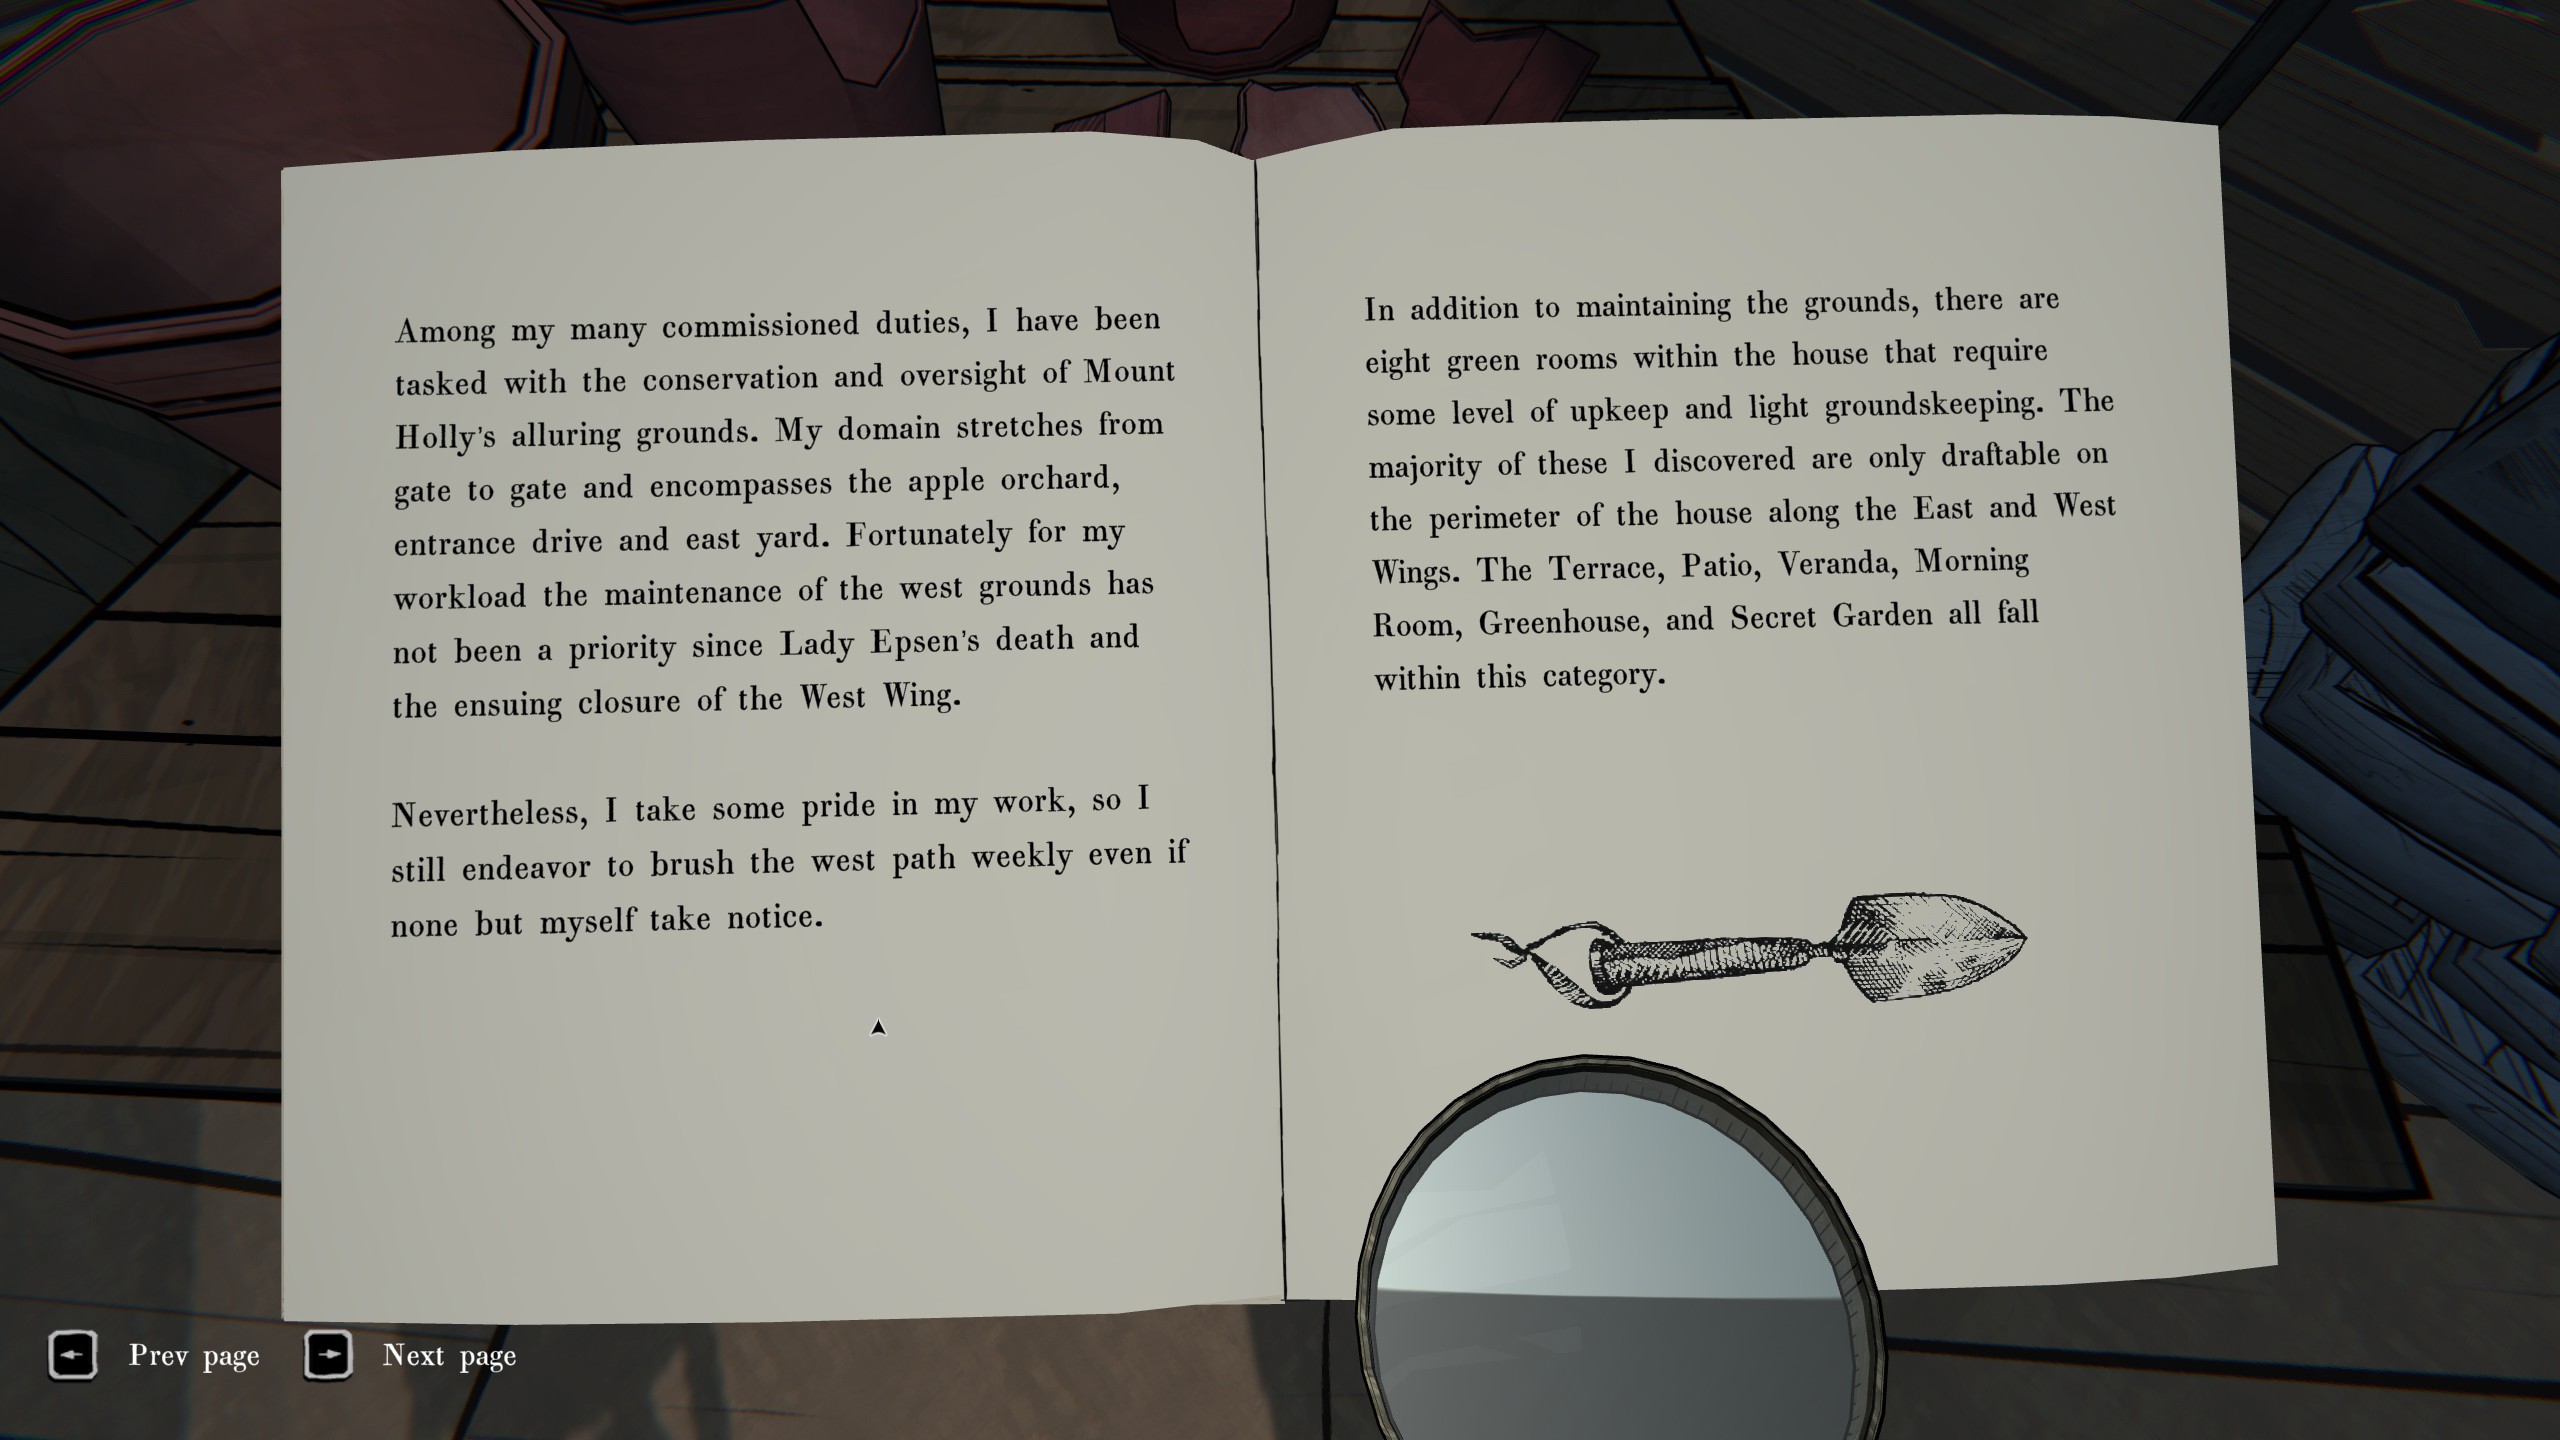 Among my many commissioned duties, I have been
tasked with the conservation and oversight of Mount
Holly's alluring grounds. My domain stretches from
gate to gate and encompasses the apple orchard,
entrance drive and east yard. Fortunately for my
workload the maintenance of the west grounds has
not been a priority since Lady Epsen's death and
the ensuing closure of the West Wing.
Nevertheless, I take some pride in my work, so I
still endeavor to brush the west path weekly even if
none but myself take notice.
In addition to maintaining the grounds, there are
eight green rooms within the house that require
some level of upkeep and light groundskeeping. The
majority of these I discovered are only draftable on
the perimeter of the house along the East and West
Wings. The Terrace, Patio, Veranda, Morning
Room, Greenhouse, and Secret Garden all fall
within this category.
Prev page
Next page